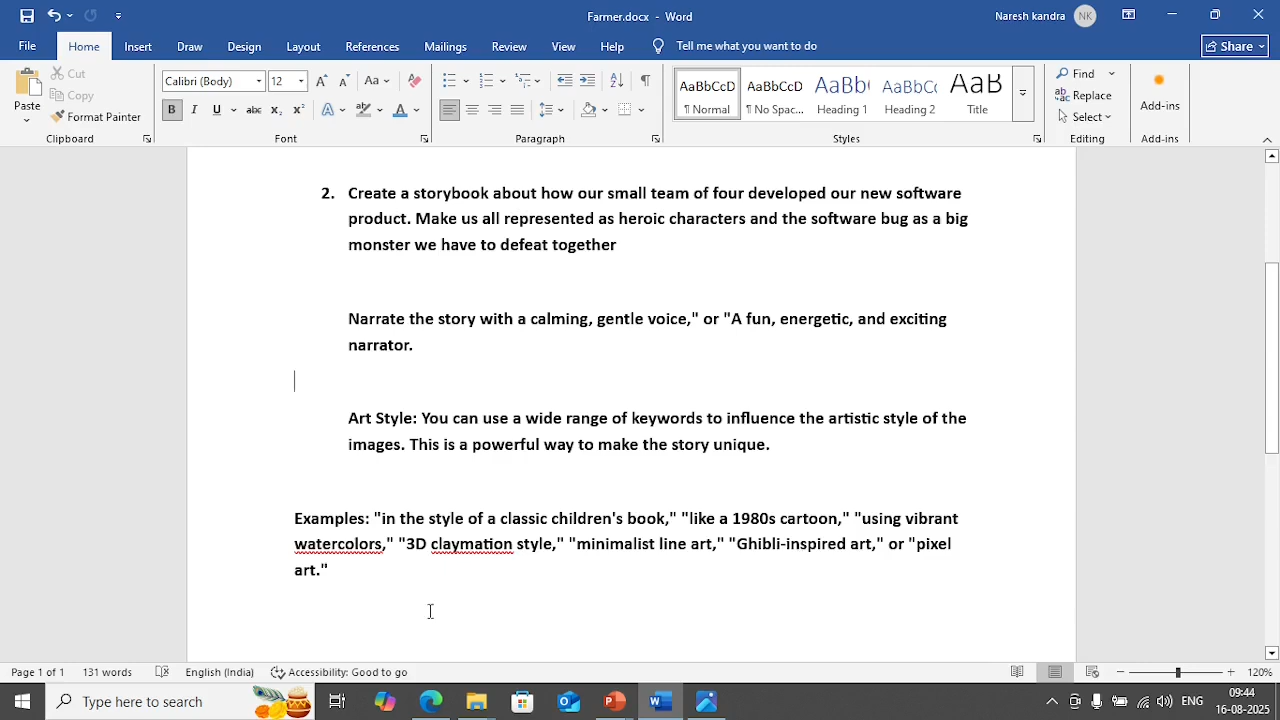 Farmer.docx - Word
Naresh kandra NK
File Home Insert Draw Design Layout References Mailings Review View Help Tell me what you want to do Share
Paste
Cut
Copy
Format Painter
Clipboard
Calibri (Body) 12
Font
Paragraph
AaBbCcD
¶ Normal
AaBbCcD
¶ No Spac...
AaBb(
Heading 1
AaBbC(
Heading 2
AaB
Title
Styles
Find
Replace
Select
Editing
Add-ins
Add-ins
2. Create a storybook about how our small team of four developed our new software
product. Make us all represented as heroic characters and the software bug as a big
monster we have to defeat together
Narrate the story with a calming, gentle voice," or "A fun, energetic, and exciting
narrator.
Art Style: You can use a wide range of keywords to influence the artistic style of the
images. This is a powerful way to make the story unique.
Examples: "in the style of a classic children's book," "like a 1980s cartoon," "using vibrant
watercolors," "3D claymation style," "minimalist line art," "Ghibli-inspired art," or "pixel
art."
Page 1 of 1 131 words English (India) Accessibility: Good to go 120%
Type here to search
ENG
09:44
16-08-2025